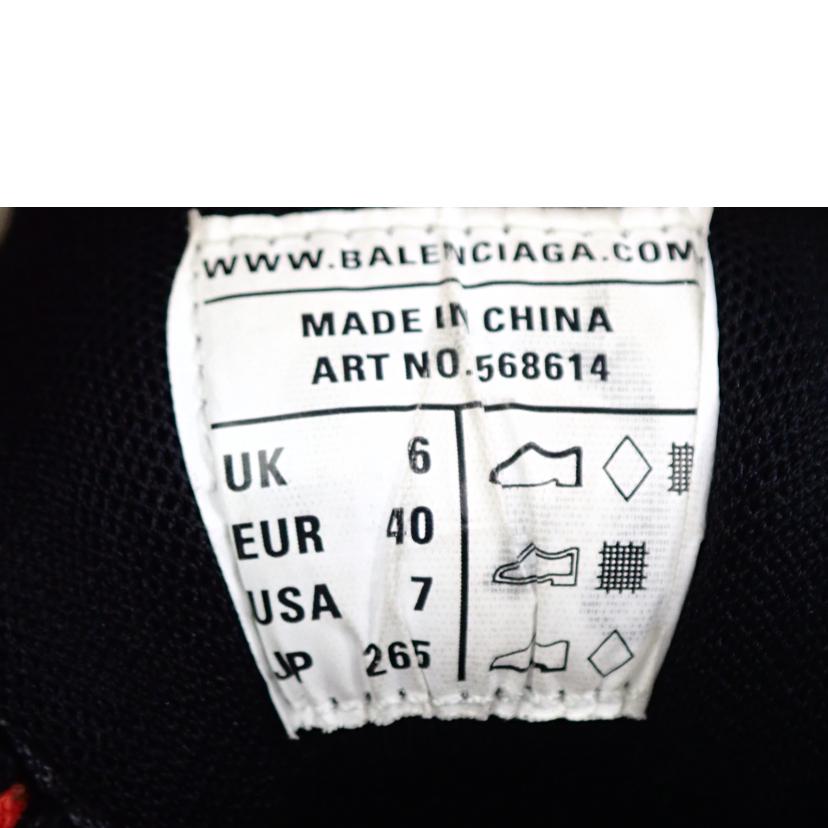 WWW.BALENCIAGA.COM
MADE IN CHINA
ART NO.568614
UK 6
EUR 40
USA 7
JP 265